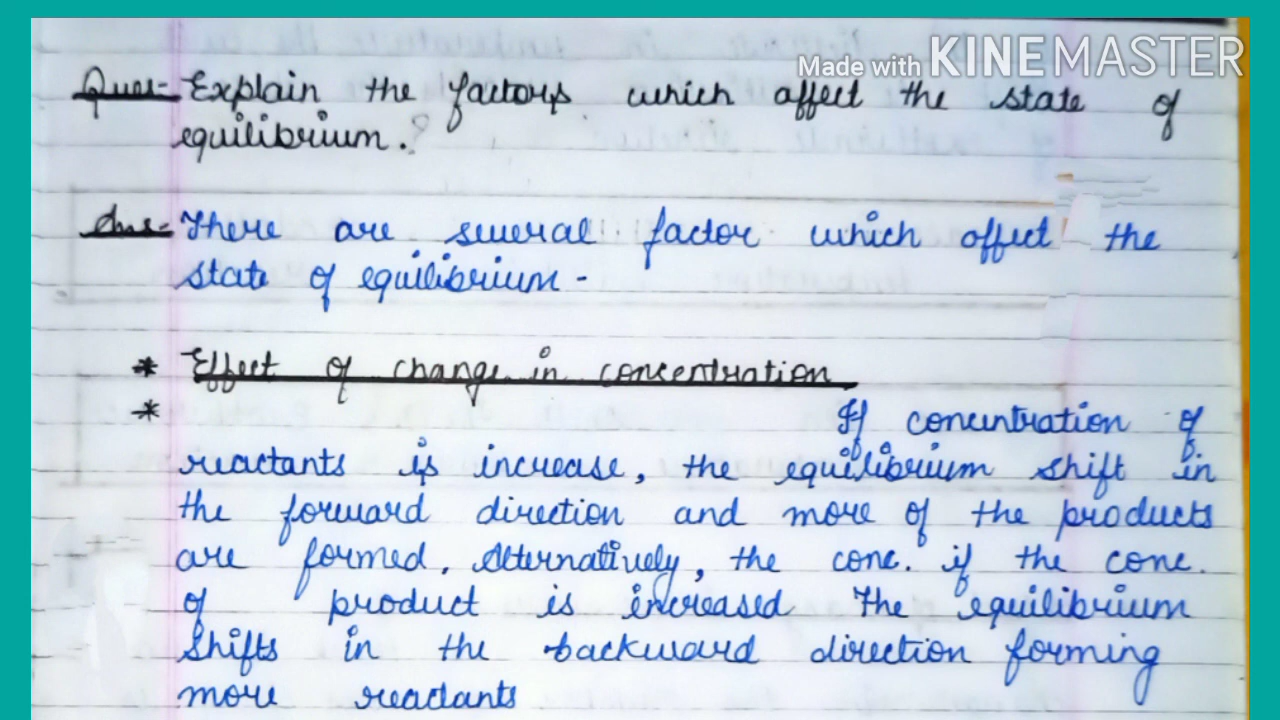 Made with KINEMASTER
Ques- Explain the factors which affect the state of
equilibrium.?
Ans- There are several factor which affect the
state of equilibrium -
* Effect of change in concentration
* If concentration of
reactants is increase, the equilibrium shift in
the forward direction and more of the products
are formed. Alternatively, the conc. if the conc.
of product is increased the equilibrium
shifts in the backward direction forming
more reactants